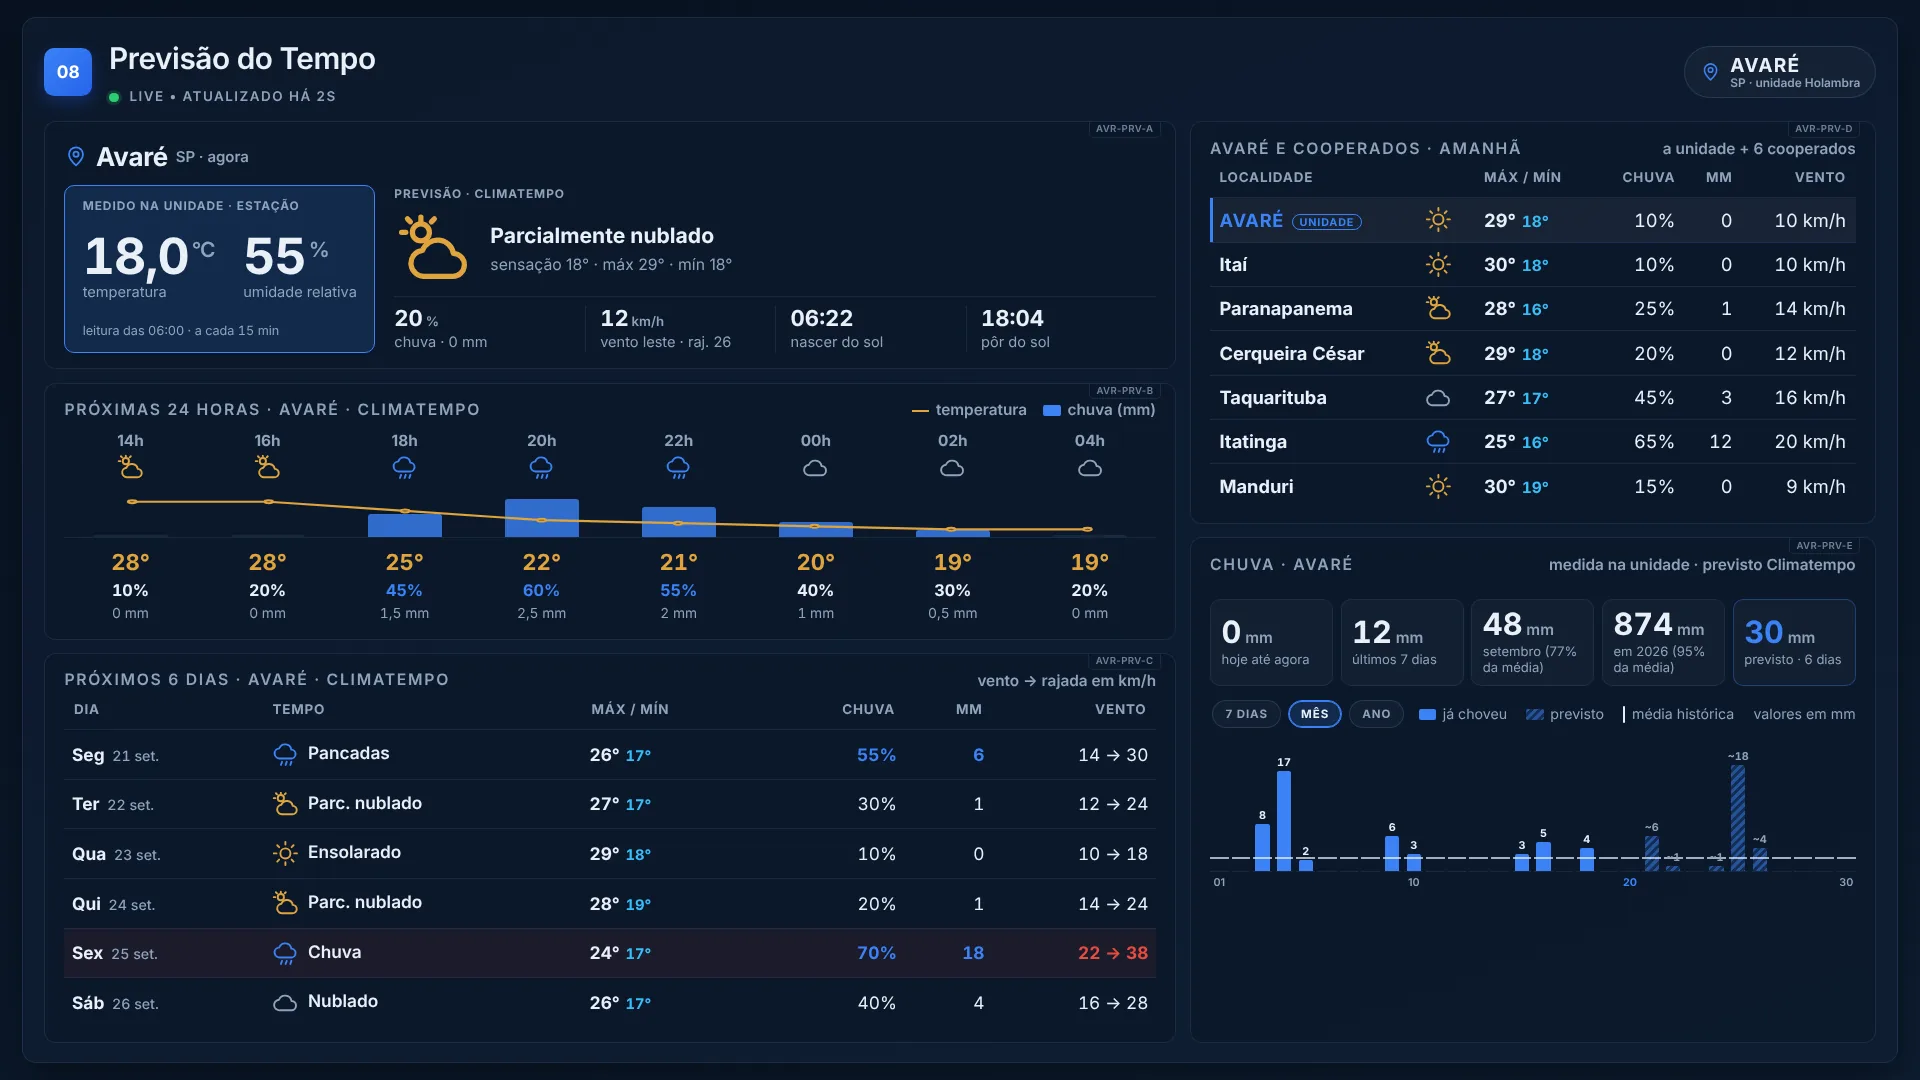 08
Previsão do Tempo
LIVE • ATUALIZADO HÁ 2S
AVARÉ
SP · unidade Holambra
AVR-PRV-A
Avaré SP · agora
MEDIDO NA UNIDADE · ESTAÇÃO
18,0 °C 55 %
temperatura umidade relativa
leitura das 06:00 · a cada 15 min
PREVISÃO · CLIMATEMPO
Parcialmente nublado
sensação 18° · máx 29° · mín 18°
20 % 12 km/h 06:22 18:04
chuva · 0 mm vento leste · raj. 26 nascer do sol pôr do sol
AVR-PRV-B
PRÓXIMAS 24 HORAS · AVARÉ · CLIMATEMPO temperatura chuva (mm)
14h 16h 18h 20h 22h 00h 02h 04h
28° 28° 25° 22° 21° 20° 19° 19°
10% 20% 45% 60% 55% 40% 30% 20%
0 mm 0 mm 1,5 mm 2,5 mm 2 mm 1 mm 0,5 mm 0 mm
AVR-PRV-C
PRÓXIMOS 6 DIAS · AVARÉ · CLIMATEMPO vento → rajada em km/h
DIA TEMPO MÁX / MÍN CHUVA MM VENTO
Seg 21 set. Pancadas 26° 17° 55% 6 14 → 30
Ter 22 set. Parc. nublado 27° 17° 30% 1 12 → 24
Qua 23 set. Ensolarado 29° 18° 10% 0 10 → 18
Qui 24 set. Parc. nublado 28° 19° 20% 1 14 → 24
Sex 25 set. Chuva 24° 17° 70% 18 22 → 38
Sáb 26 set. Nublado 26° 17° 40% 4 16 → 28
AVR-PRV-D
AVARÉ E COOPERADOS · AMANHÃ a unidade + 6 cooperados
LOCALIDADE MÁX / MÍN CHUVA MM VENTO
AVARÉ UNIDADE 29° 18° 10% 0 10 km/h
Itaí 30° 18° 10% 0 10 km/h
Paranapanema 28° 16° 25% 1 14 km/h
Cerqueira César 29° 18° 20% 0 12 km/h
Taquarituba 27° 17° 45% 3 16 km/h
Itatinga 25° 16° 65% 12 20 km/h
Manduri 30° 19° 15% 0 9 km/h
AVR-PRV-E
CHUVA · AVARÉ medida na unidade · previsto Climatempo
0 mm
hoje até agora
12 mm
últimos 7 dias
48 mm
setembro (77%
da média)
874 mm
em 2026 (95%
da média)
30 mm
previsto · 6 dias
7 DIAS MÊS ANO já choveu previsto média histórica valores em mm
8 17 2 6 3 3 5 4 ~6 ~1 ~1 ~18 ~4
01 10 20 30